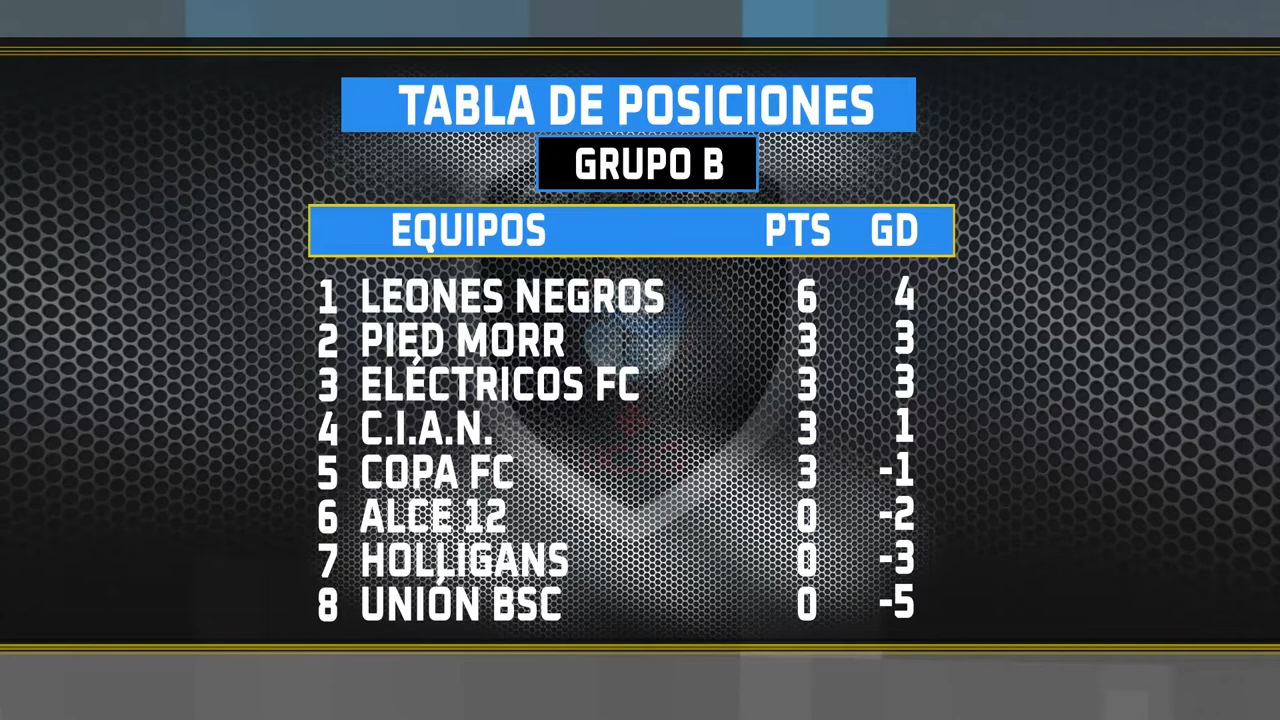 TABLA DE POSICIONES
GRUPO B
EQUIPOS PTS GD
1 LEONES NEGROS 6 4
2 PIED MORR 3 3
3 ELÉCTRICOS FC 3 3
4 C.I.A.N. 3 1
5 COPA FC 3 -1
6 ALCE 12 0 -2
7 HOLLIGANS 0 -3
8 UNIÓN BSC 0 -5